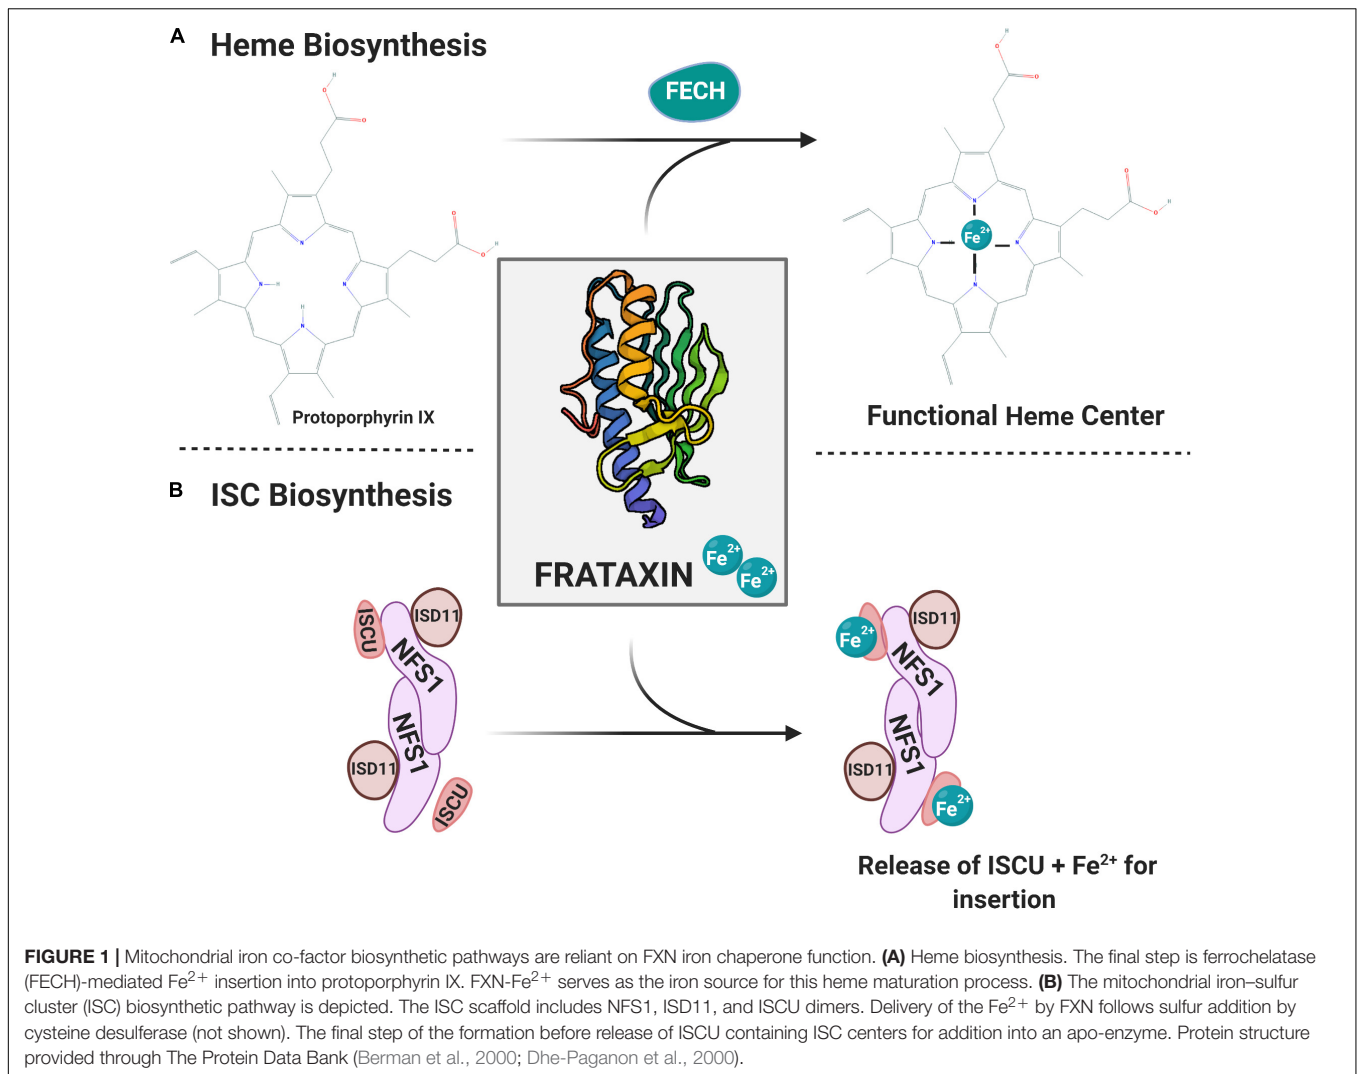 A Heme Biosynthesis
FECH
H
O
O
O
O
H
N
N
H
N
H
N
Protoporphyrin IX
H
O
O
O
O
H
N
N
N
N
Fe2+
Functional Heme Center
FRATAXIN
Fe2+
Fe2+
B ISC Biosynthesis
ISCU
ISD11
NFS1
NFS1
ISD11
ISCU
Fe2+
ISD11
NFS1
NFS1
ISD11
Fe2+
Release of ISCU + Fe2+ for
insertion
FIGURE 1 | Mitochondrial iron co-factor biosynthetic pathways are reliant on FXN iron chaperone function. (A) Heme biosynthesis. The final step is ferrochelatase
(FECH)-mediated Fe2+ insertion into protoporphyrin IX. FXN-Fe2+ serves as the iron source for this heme maturation process. (B) The mitochondrial iron–sulfur
cluster (ISC) biosynthetic pathway is depicted. The ISC scaffold includes NFS1, ISD11, and ISCU dimers. Delivery of the Fe2+ by FXN follows sulfur addition by
cysteine desulferase (not shown). The final step of the formation before release of ISCU containing ISC centers for addition into an apo-enzyme. Protein structure
provided through The Protein Data Bank (Berman et al., 2000; Dhe-Paganon et al., 2000).